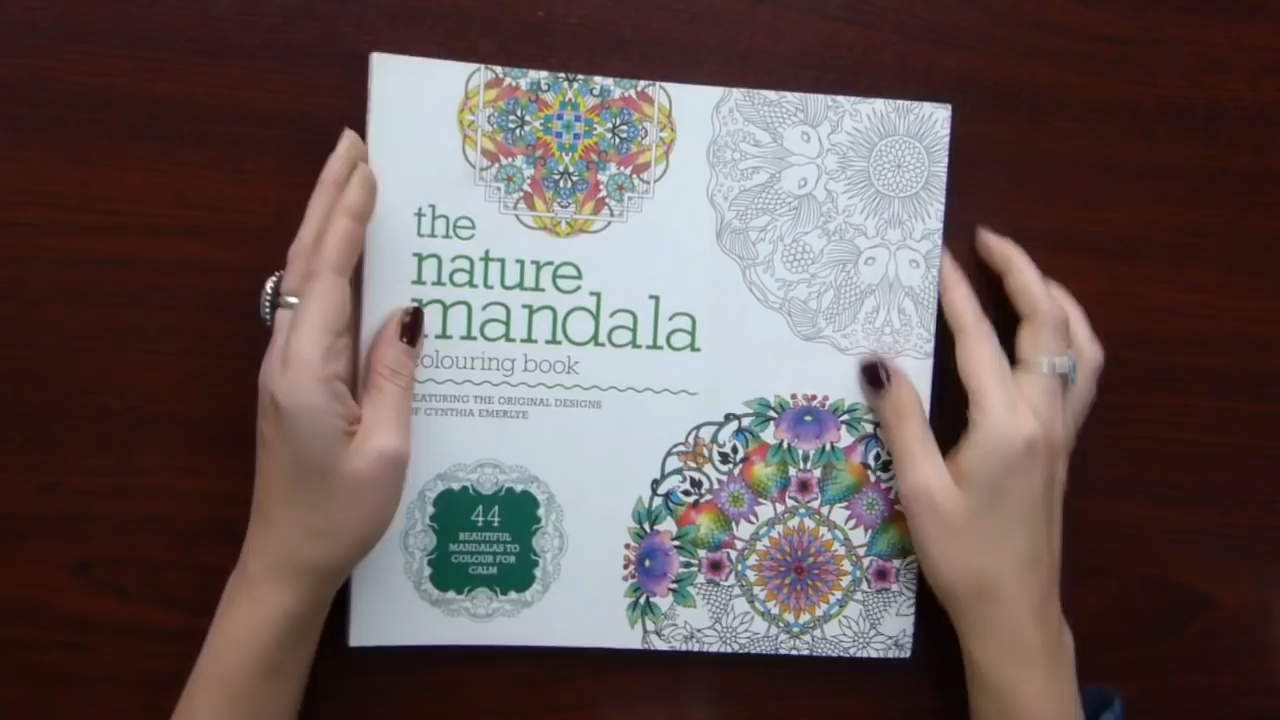 the
nature
mandala
colouring book
FEATURING THE ORIGINAL DESIGNS
OF CYNTHIA EMERLYE
44
BEAUTIFUL
MANDALAS TO
COLOUR FOR
CALM